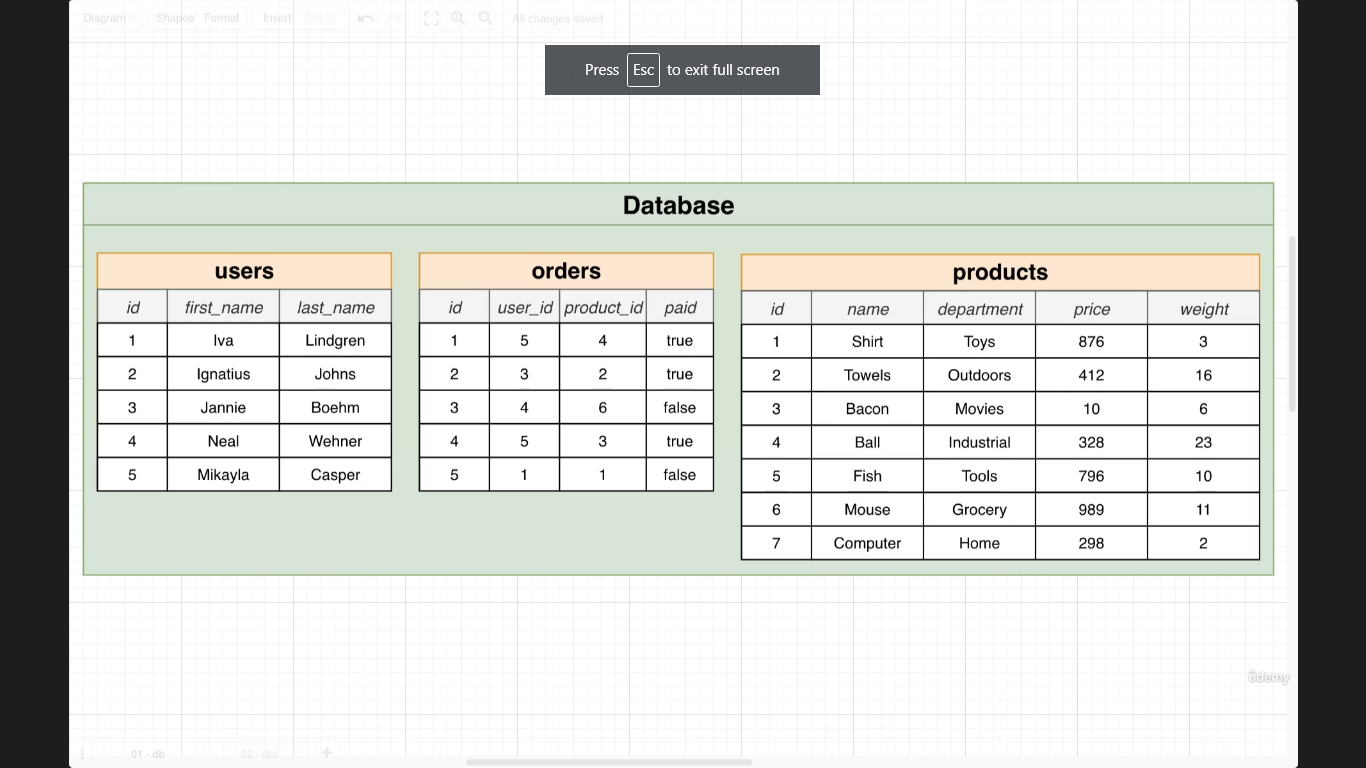 Diagram Shapes Format Insert Delete All changes saved
Press Esc to exit full screen
Database
users
id first_name last_name
1 Iva Lindgren
2 Ignatius Johns
3 Jannie Boehm
4 Neal Wehner
5 Mikayla Casper
orders
id user_id product_id paid
1 5 4 true
2 3 2 true
3 4 6 false
4 5 3 true
5 1 1 false
products
id name department price weight
1 Shirt Toys 876 3
2 Towels Outdoors 412 16
3 Bacon Movies 10 6
4 Ball Industrial 328 23
5 Fish Tools 796 10
6 Mouse Grocery 989 11
7 Computer Home 298 2
ûdemy
01 - db 02 - dist +